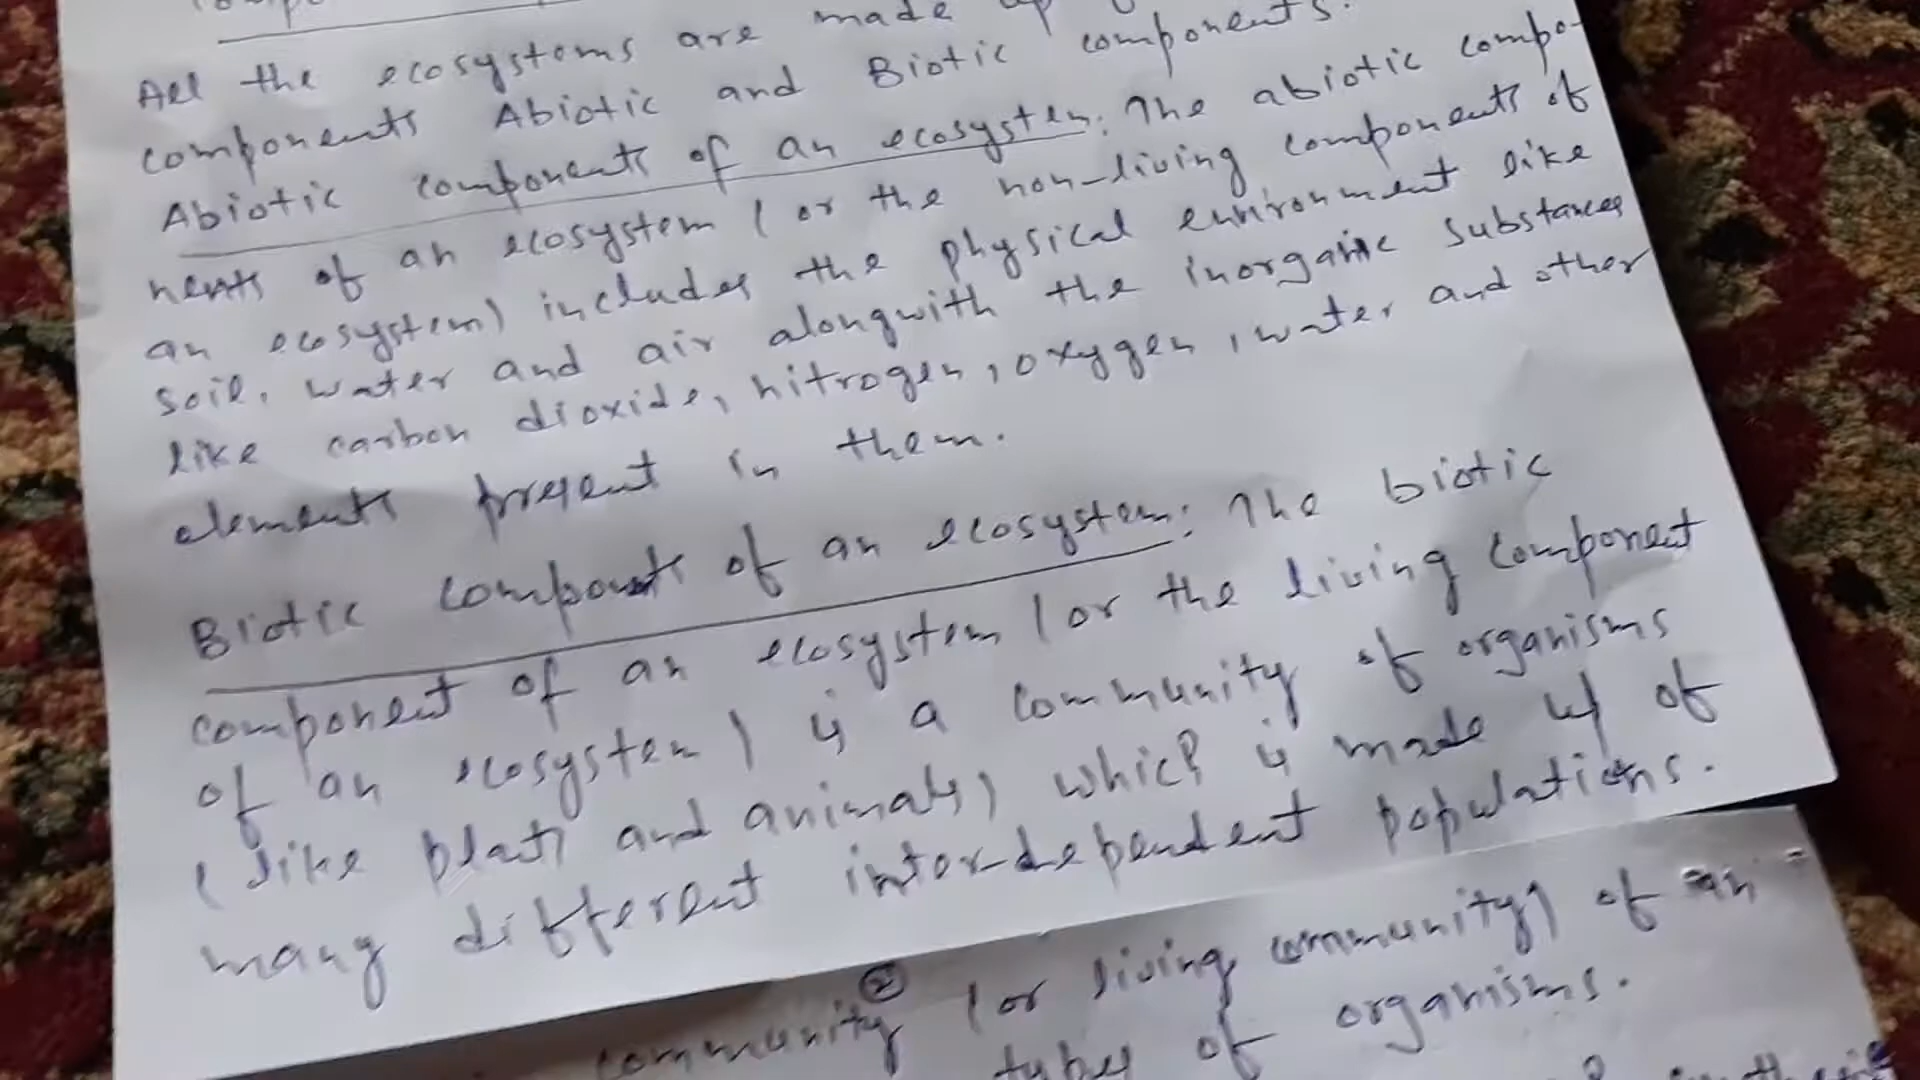 All the ecosystems are made up
components Abiotic and Biotic components.
Abiotic components of an ecosystem: The abiotic compo-
nents of an ecosystem (or the non-living components of
an ecosystem) includes the physical environment like
soil, water and air alongwith the inorganic substances
like carbon dioxide, nitrogen, oxygen, water and other
elements present in them.
Biotic components of an ecosystem: The biotic
component of an ecosystem (or the living component
of an ecosystem) is a community of organisms
(like plats and animals) which is made up of
many different inter-dependent populations.
②
community (or living community) of an
types of organisms.